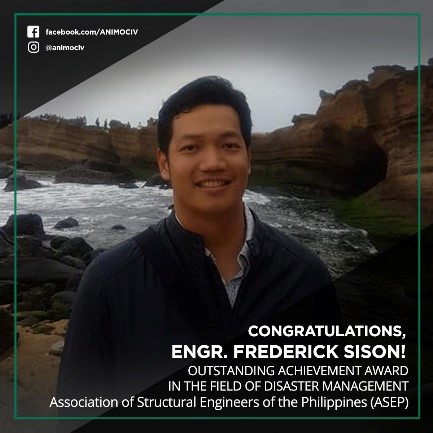 facebook.com/ANIMOCIV
@animociv
CONGRATULATIONS,
ENGR. FREDERICK SISON!
OUTSTANDING ACHIEVEMENT AWARD
IN THE FIELD OF DISASTER MANAGEMENT
Association of Structural Engineers of the Philippines (ASEP)